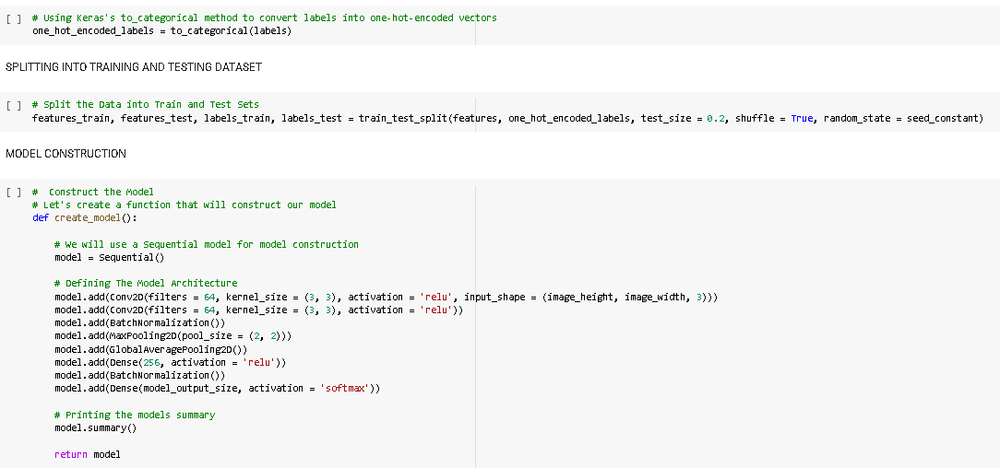 [ ] # Using Keras's to_categorical method to convert labels into one-hot-encoded vectors
one_hot_encoded_labels = to_categorical(labels)
SPLITTING INTO TRAINING AND TESTING DATASET
[ ] # Split the Data into Train and Test Sets
features_train, features_test, labels_train, labels_test = train_test_split(features, one_hot_encoded_labels, test_size = 0.2, shuffle = True, random_state = seed_constant)
MODEL CONSTRUCTION
[ ] #  Construct the Model
# Let's create a function that will construct our model
def create_model():
    # We will use a Sequential model for model construction
    model = Sequential()
    # Defining The Model Architecture
    model.add(Conv2D(filters = 64, kernel_size = (3, 3), activation = 'relu', input_shape = (image_height, image_width, 3)))
    model.add(Conv2D(filters = 64, kernel_size = (3, 3), activation = 'relu'))
    model.add(BatchNormalization())
    model.add(MaxPooling2D(pool_size = (2, 2)))
    model.add(GlobalAveragePooling2D())
    model.add(Dense(256, activation = 'relu'))
    model.add(BatchNormalization())
    model.add(Dense(model_output_size, activation = 'softmax'))
    # Printing the models summary
    model.summary()
    return model